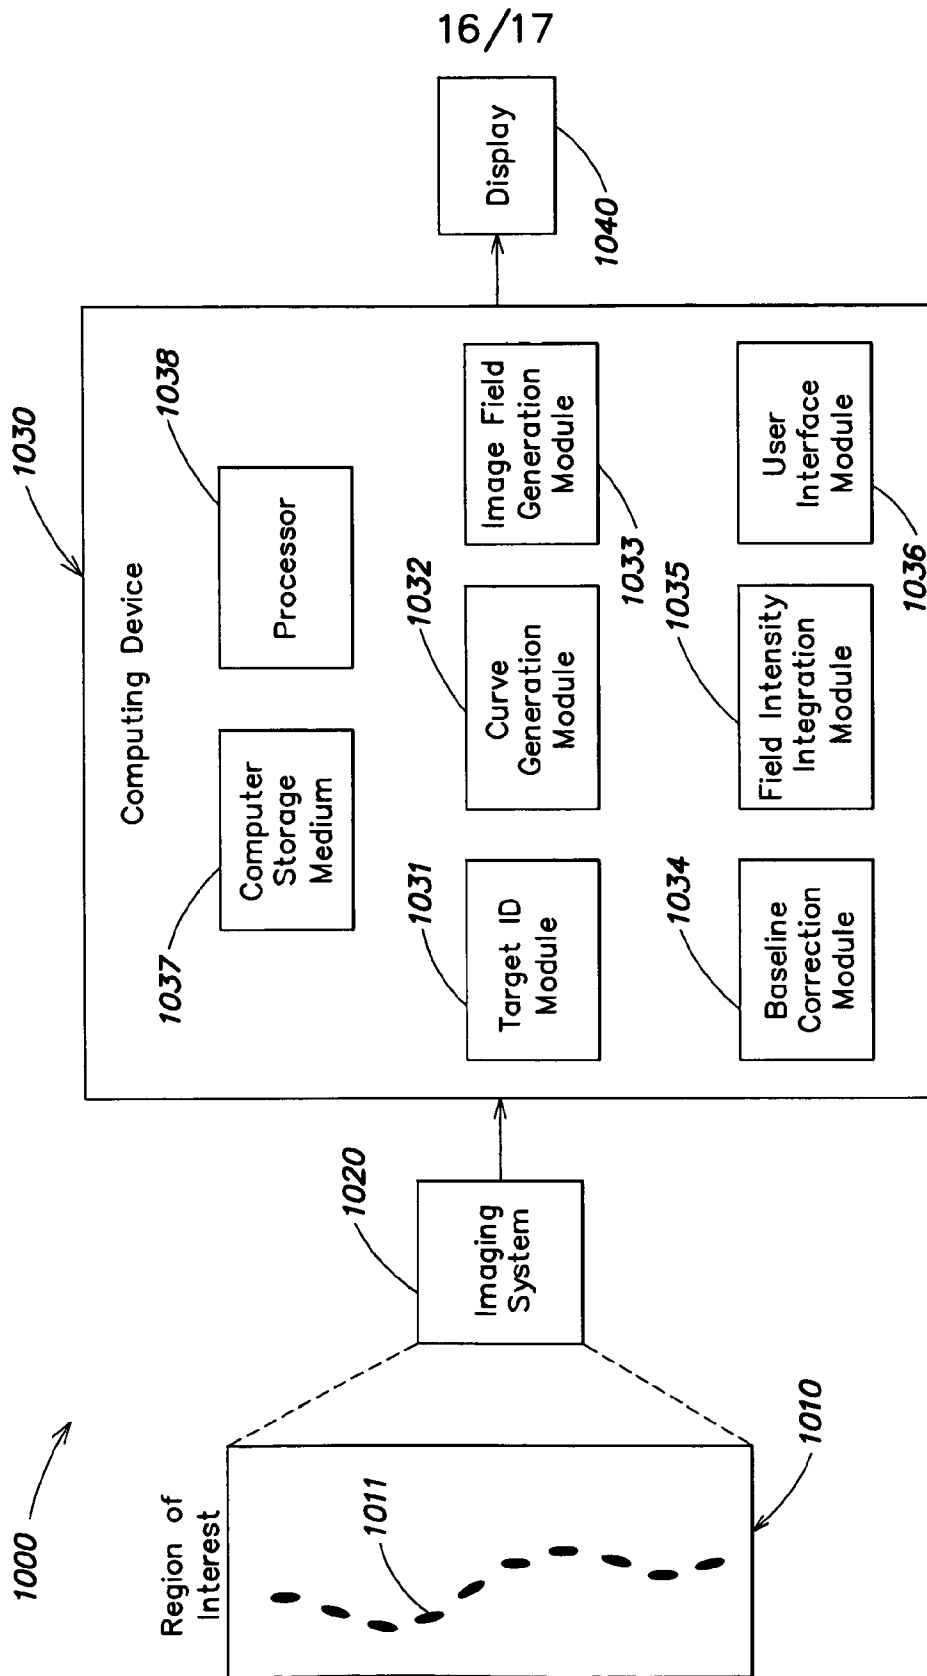 16/17
1000
Region of
Interest
1011
1010
1020
Imaging
System
1030
Computing Device
1037
Computer
Storage
Medium
1038
Processor
1031
Target ID
Module
1032
Curve
Generation
Module
Image Field
Generation
Module
1033
1034
Baseline
Correction
Module
1035
Field Intensity
Integration
Module
User
Interface
Module
1036
Display
1040